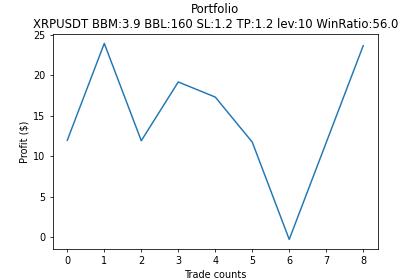 Portfolio
XRPUSDT BBM:3.9 BBL:160 SL:1.2 TP:1.2 lev:10 WinRatio:56.0
25
20
15
10
5
0
Profit ($)
0 1 2 3 4 5 6 7 8
Trade counts